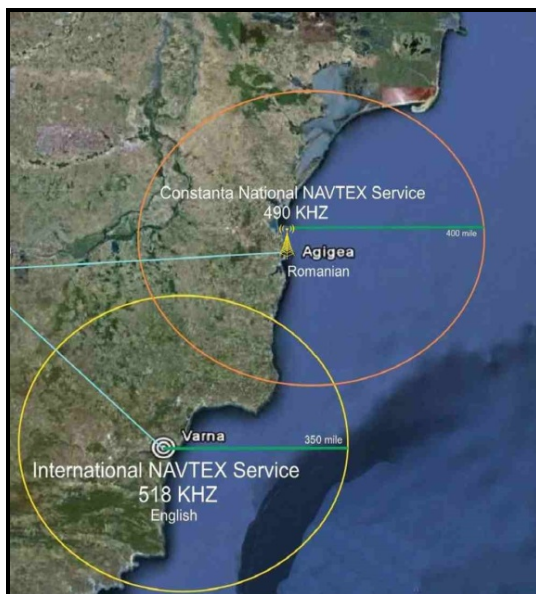 Constanta National NAVTEX Service
490 KHZ
400 mile
Agigea
Romanian
Varna
350 mile
International NAVTEX Service
518 KHZ
English